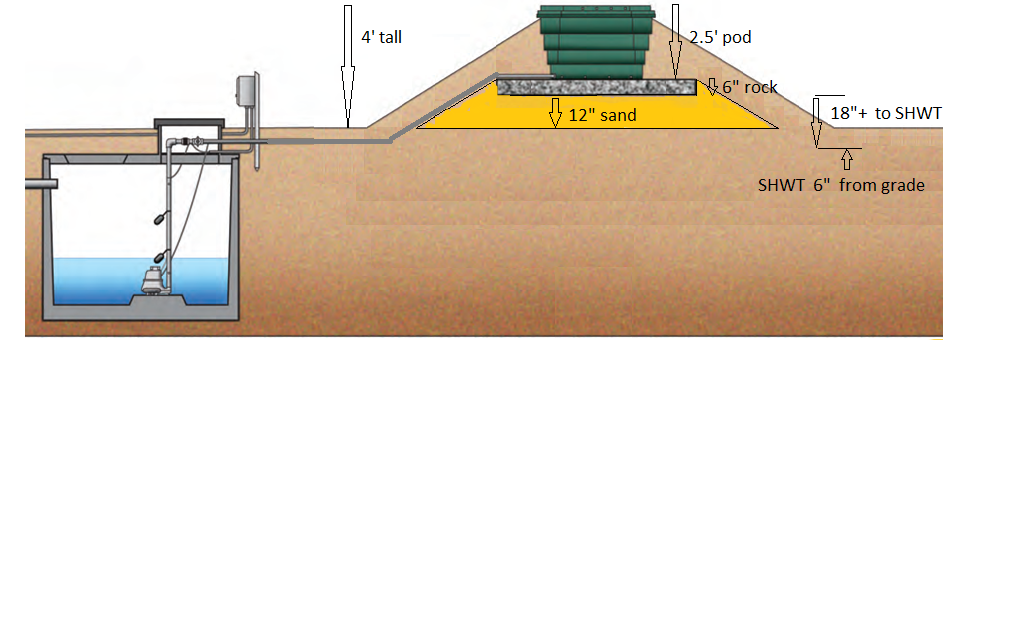 4' tall
2.5' pod
6" rock
12" sand
18"+ to SHWT
SHWT 6" from grade